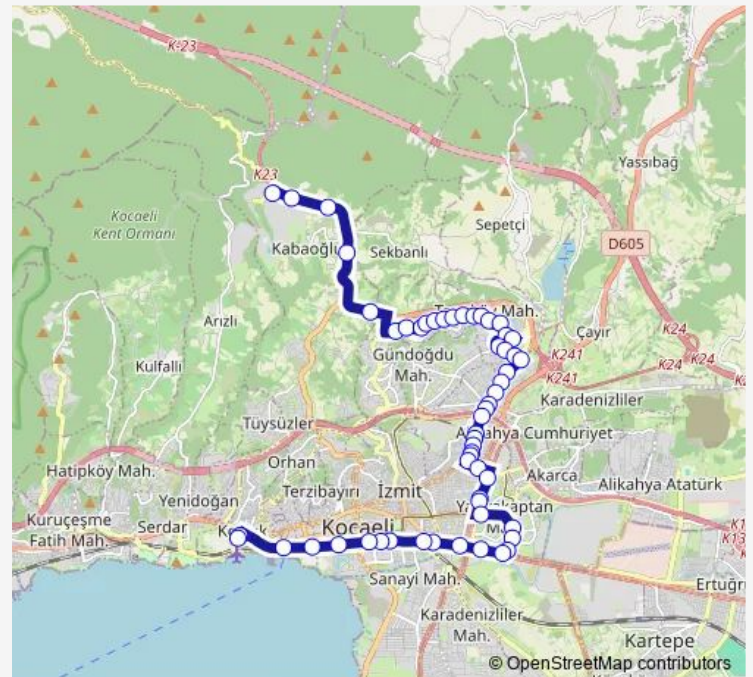 K-23
Yassıbağ
K23
Kocaeli
Kent Ormanı
Sepetçi
D605
Kabaoğlu
Sekbanlı
Arızlı
Mah.
Çayır
K24
K24
K241
K24
K241
Gündoğdu
Mah.
Kulfallı
Karadenizliler
Tüysüzler
Cumhuriyet
Hatipköy Mah.
Orhan
Akarca
Alikahya Atatürk
Terzibayırı
İzmit
Yenidoğan
Kuruçeşme
Fatih Mah.
Serdar
Kocaeli
Sanayi Mah.
Karadenizliler
Mah.
Kartepe
© OpenStreetMap contributors